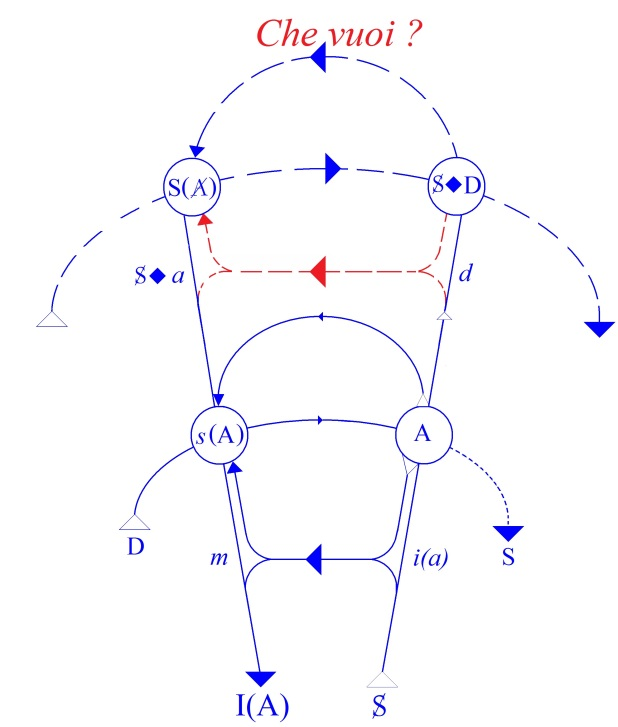 Che vuoi ?
S(Ⱥ) $◆D
$◆a d
s(A) A
D m i(a) S
I(A) $